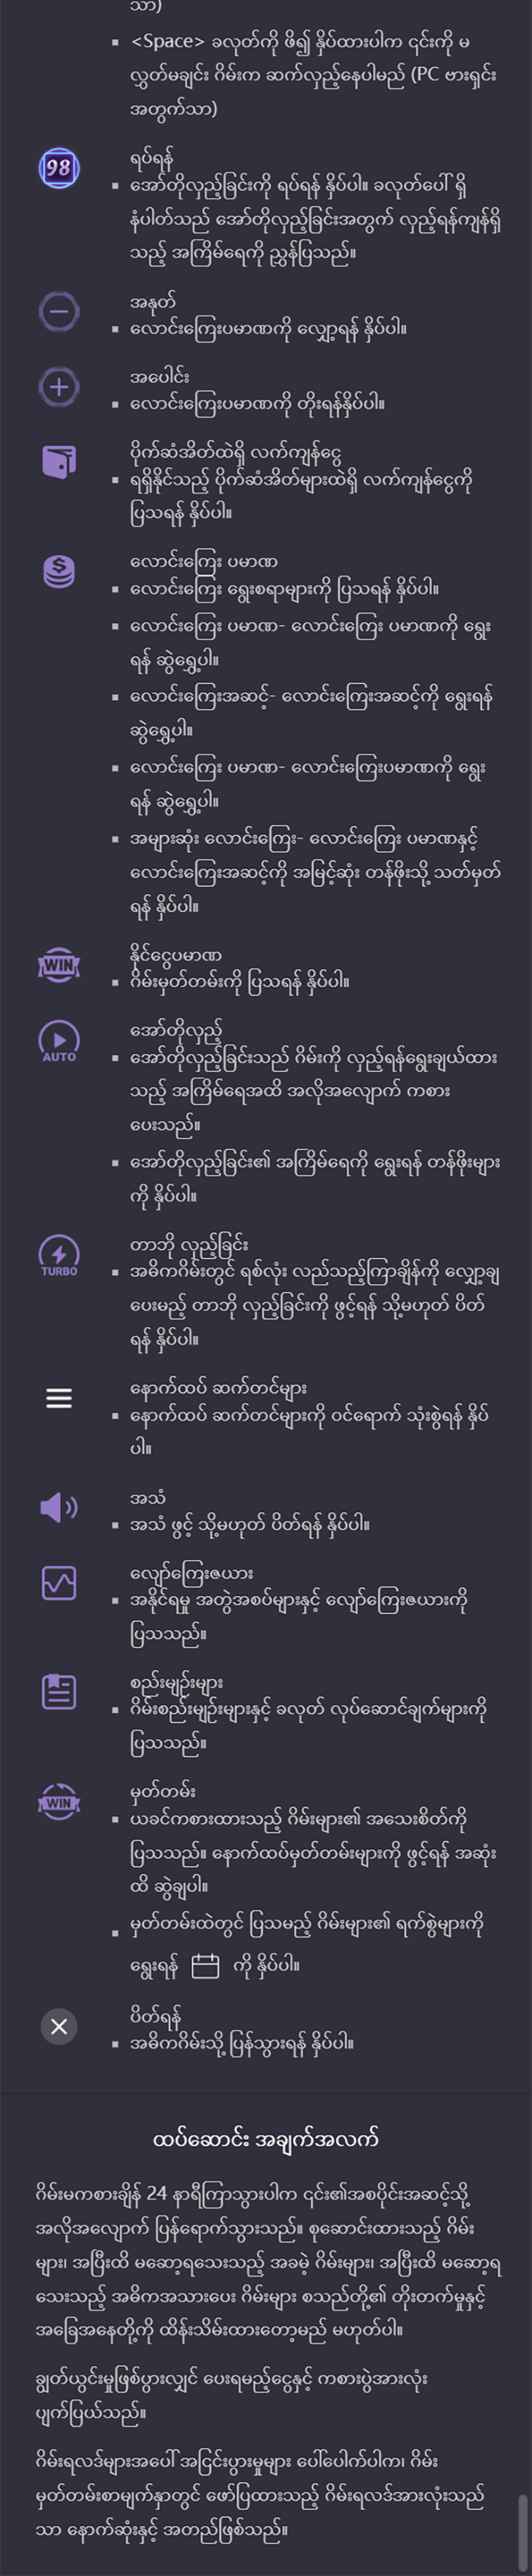 သာ)
▪ <Space> ခလုတ်ကို ဖိ၍ နှိပ်ထားပါက ၎င်းကို မ
လွှတ်မချင်း ဂိမ်းက ဆက်လှည့်နေပါမည် (PC ဗားရှင်း
အတွက်သာ)
98
ရပ်ရန်
▪ အော်တိုလှည့်ခြင်းကို ရပ်ရန် နှိပ်ပါ။ ခလုတ်ပေါ် ရှိ
နံပါတ်သည် အော်တိုလှည့်ခြင်းအတွက် လှည့်ရန်ကျန်ရှိ
သည့် အကြိမ်ရေကို ညွှန်ပြသည်။
အနုတ်
▪ လောင်းကြေးပမာဏကို လျှော့ရန် နှိပ်ပါ။
အပေါင်း
▪ လောင်းကြေးပမာဏကို တိုးရန်နှိပ်ပါ။
ပိုက်ဆံအိတ်ထဲရှိ လက်ကျန်ငွေ
▪ ရရှိနိုင်သည့် ပိုက်ဆံအိတ်များထဲရှိ လက်ကျန်ငွေကို
ပြသရန် နှိပ်ပါ။
လောင်းကြေး ပမာဏ
▪ လောင်းကြေး ရွေးစရာများကို ပြသရန် နှိပ်ပါ။
▪ လောင်းကြေး ပမာဏ- လောင်းကြေး ပမာဏကို ရွေး
ရန် ဆွဲရွှေ့ပါ။
▪ လောင်းကြေးအဆင့်- လောင်းကြေးအဆင့်ကို ရွေးရန်
ဆွဲရွှေ့ပါ။
▪ လောင်းကြေး ပမာဏ- လောင်းကြေးပမာဏကို ရွေး
ရန် ဆွဲရွှေ့ပါ။
▪ အများဆုံး လောင်းကြေး- လောင်းကြေး ပမာဏနှင့်
လောင်းကြေးအဆင့်ကို အမြင့်ဆုံး တန်ဖိုးသို့ သတ်မှတ်
ရန် နှိပ်ပါ။
WIN
နိုင်ငွေပမာဏ
▪ ဂိမ်းမှတ်တမ်းကို ပြသရန် နှိပ်ပါ။
AUTO
အော်တိုလှည့်
▪ အော်တိုလှည့်ခြင်းသည် ဂိမ်းကို လှည့်ရန်ရွေးချယ်ထား
သည့် အကြိမ်ရေအထိ အလိုအလျောက် ကစား
ပေးသည်။
▪ အော်တိုလှည့်ခြင်း၏ အကြိမ်ရေကို ရွေးရန် တန်ဖိုးများ
ကို နှိပ်ပါ။
TURBO
တာဘို လှည့်ခြင်း
▪ အဓိကဂိမ်းတွင် ရစ်လုံး လည်သည့်ကြာချိန်ကို လျှော့ချ
ပေးမည့် တာဘို လှည့်ခြင်းကို ဖွင့်ရန် သို့မဟုတ် ပိတ်
ရန် နှိပ်ပါ။
နောက်ထပ် ဆက်တင်များ
▪ နောက်ထပ် ဆက်တင်များကို ဝင်ရောက် သုံးစွဲရန် နှိပ်
ပါ။
အသံ
▪ အသံ ဖွင့် သို့မဟုတ် ပိတ်ရန် နှိပ်ပါ။
လျော်ကြေးဇယား
▪ အနိုင်ရမှု အတွဲအစပ်များနှင့် လျော်ကြေးဇယားကို
ပြသသည်။
စည်းမျဉ်းများ
▪ ဂိမ်းစည်းမျဉ်းများနှင့် ခလုတ် လုပ်ဆောင်ချက်များကို
ပြသသည်။
WIN
မှတ်တမ်း
▪ ယခင်ကစားထားသည့် ဂိမ်းများ၏ အသေးစိတ်ကို
ပြသသည်။ နောက်ထပ်မှတ်တမ်းများကို ဖွင့်ရန် အဆုံး
ထိ ဆွဲချပါ။
▪ မှတ်တမ်းထဲတွင် ပြသမည့် ဂိမ်းများ၏ ရက်စွဲများကို
ရွေးရန် ကို နှိပ်ပါ။
ပိတ်ရန်
▪ အဓိကဂိမ်းသို့ ပြန်သွားရန် နှိပ်ပါ။
ထပ်ဆောင်း အချက်အလက်
ဂိမ်းမကစားချိန် 24 နာရီကြာသွားပါက ၎င်း၏အစပိုင်းအဆင့်သို့
အလိုအလျောက် ပြန်ရောက်သွားသည်။ စုဆောင်းထားသည့် ဂိမ်း
များ၊ အပြီးထိ မဆော့ရသေးသည့် အခမဲ့ ဂိမ်းများ၊ အပြီးထိ မဆော့ရ
သေးသည့် အဓိကအသားပေး ဂိမ်းများ စသည်တို့၏ တိုးတက်မှုနှင့်
အခြေအနေတို့ကို ထိန်းသိမ်းထားတော့မည် မဟုတ်ပါ။
ချွတ်ယွင်းမှုဖြစ်ပွားလျှင် ပေးရမည့်ငွေနှင့် ကစားပွဲအားလုံး
ပျက်ပြယ်သည်။
ဂိမ်းရလဒ်များအပေါ် အငြင်းပွားမှုများ ပေါ်ပေါက်ပါက၊ ဂိမ်း
မှတ်တမ်းစာမျက်နှာတွင် ဖော်ပြထားသည့် ဂိမ်းရလဒ်အားလုံးသည်
သာ နောက်ဆုံးနှင့် အတည်ဖြစ်သည်။